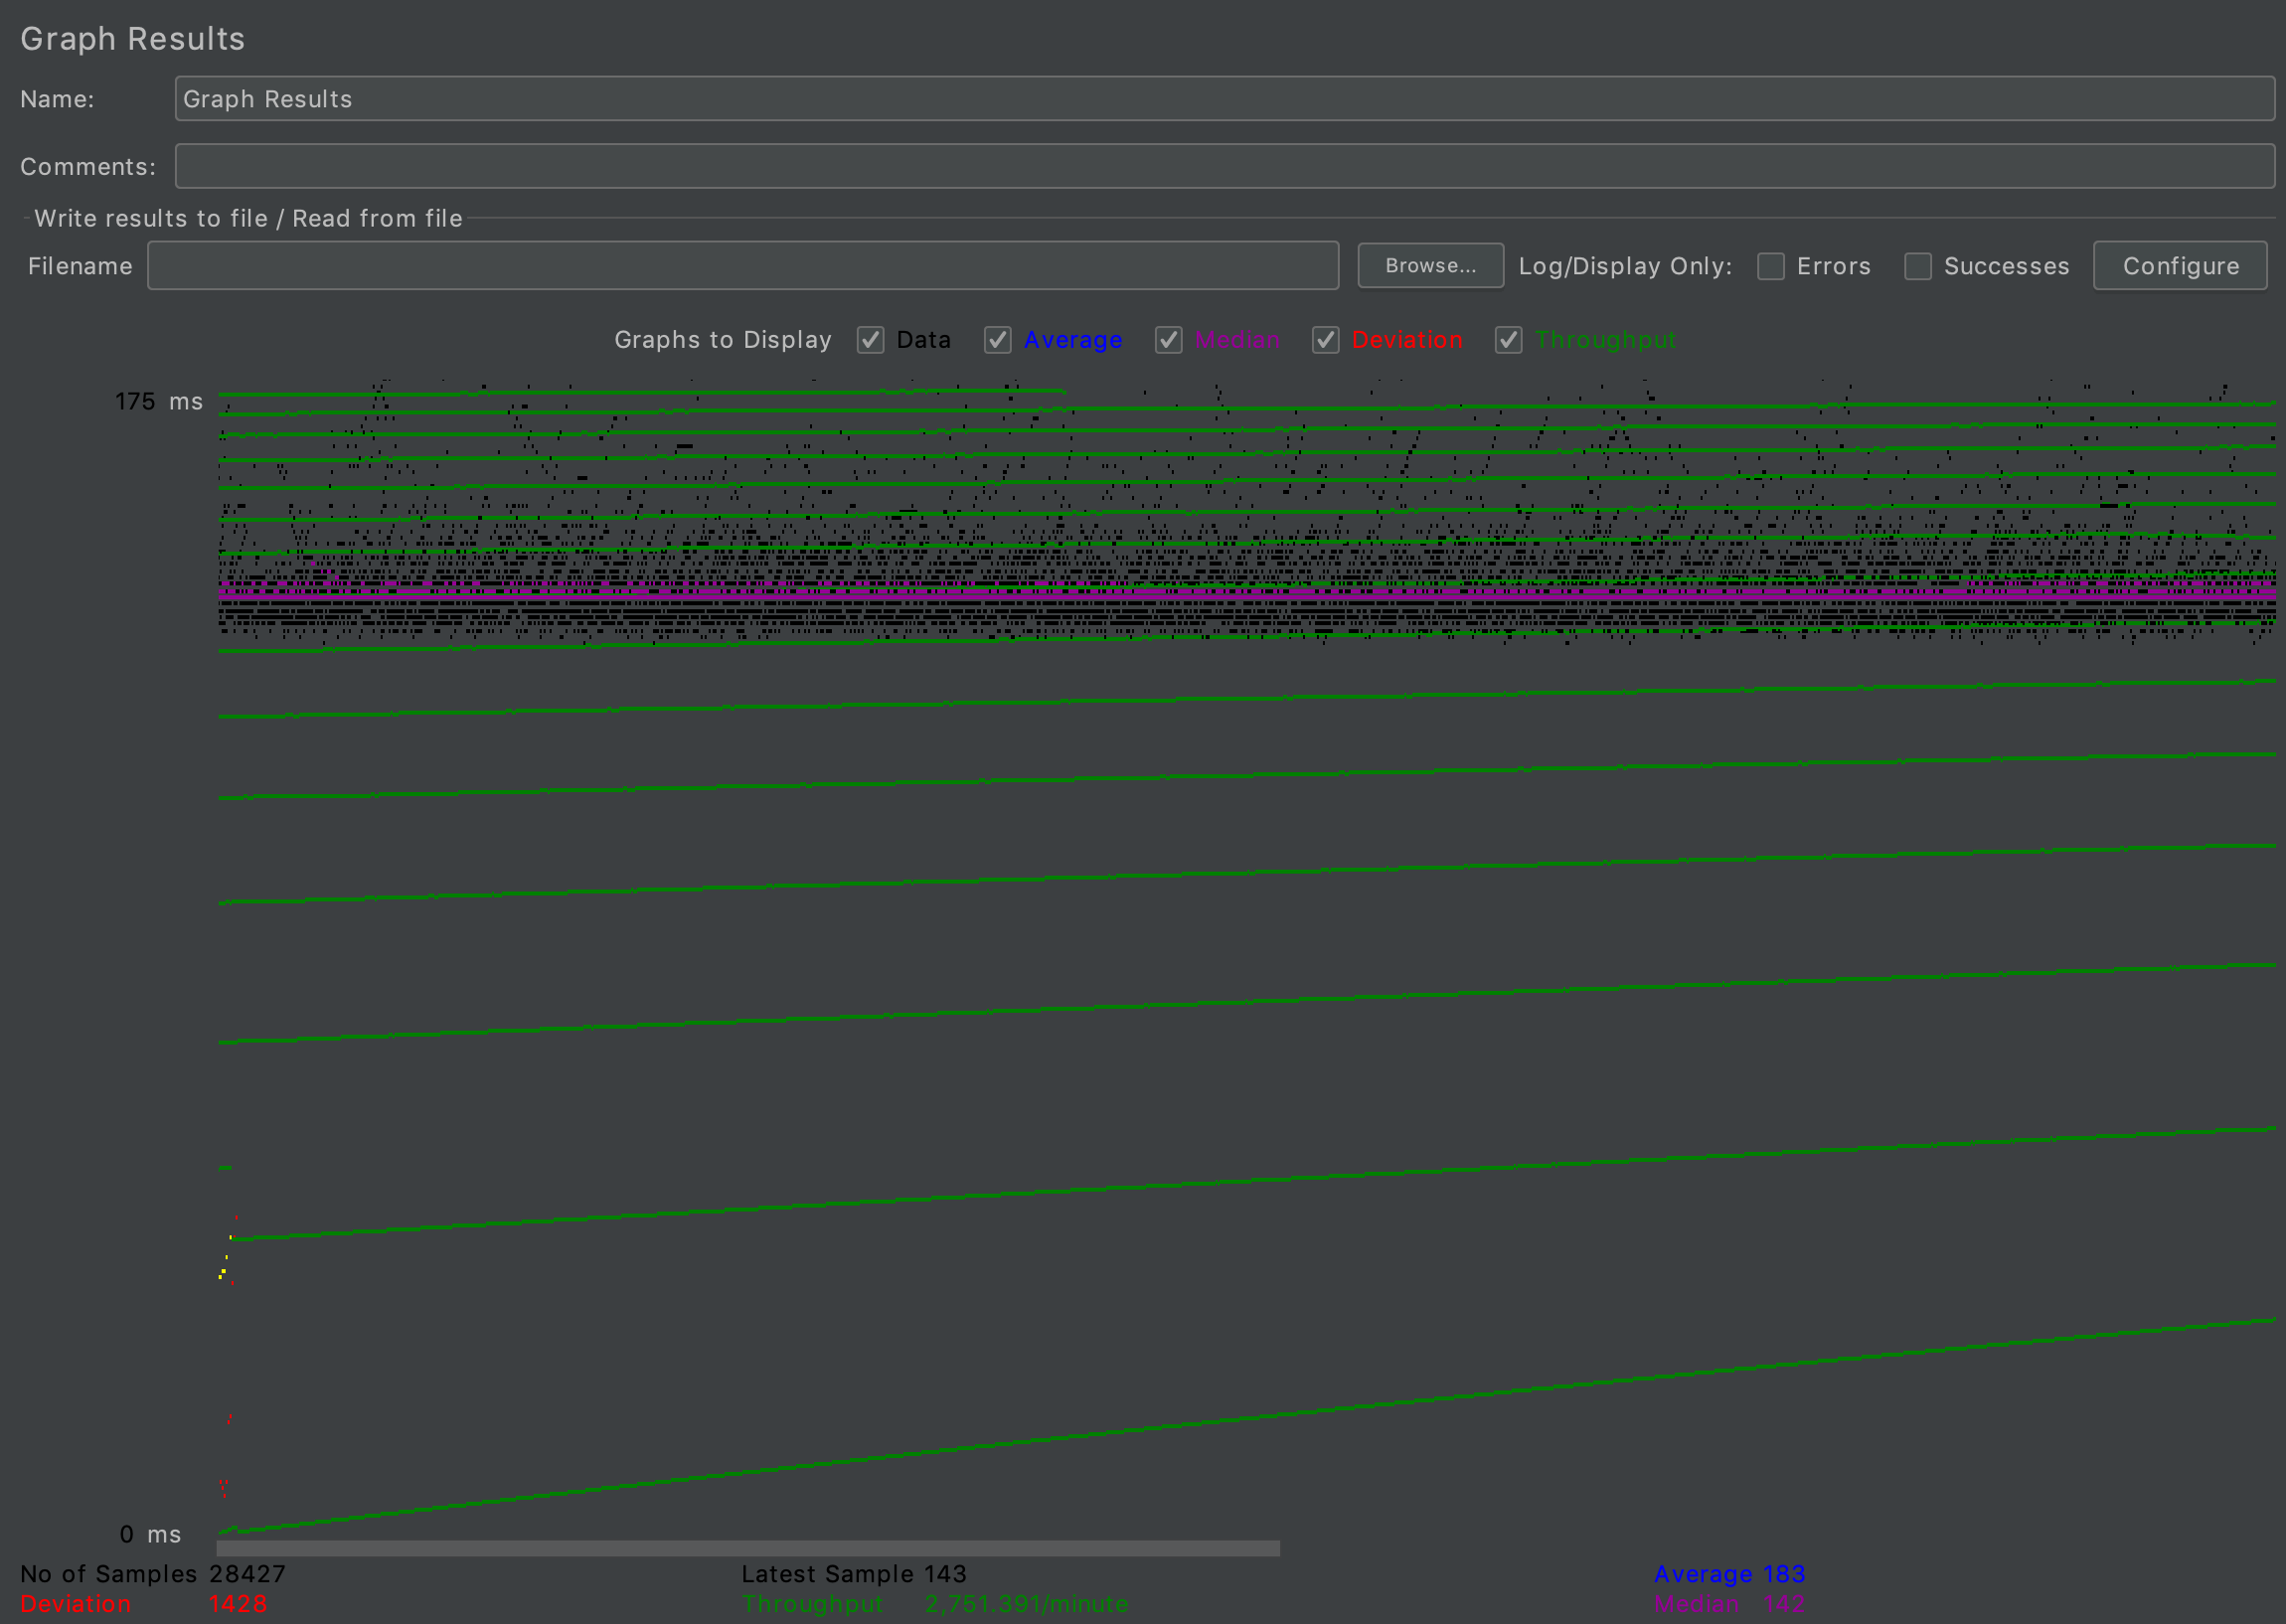 Graph Results
Name: Graph Results
Comments:
Write results to file / Read from file
Filename Browse... Log/Display Only: Errors Successes Configure
Graphs to Display Data Average Median Deviation Throughput
175 ms
0 ms
No of Samples 28427 Latest Sample 143 Average 183
Deviation 1428 Throughput 2,751.391/minute Median 142